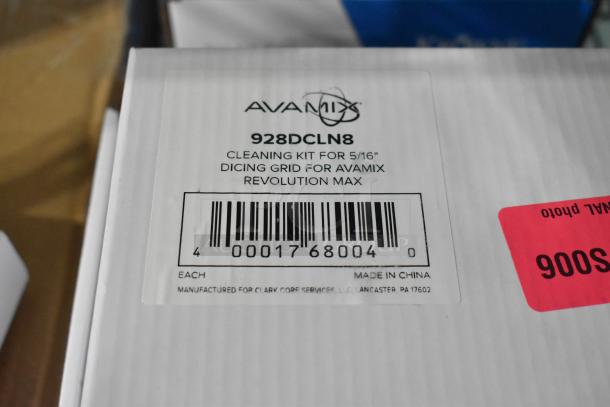 AVAMIX
928DCLN8
CLEANING KIT FOR 5/16"
DICING GRID FOR AVAMIX
REVOLUTION MAX
4 00017 68004 0
EACH MADE IN CHINA
MANUFACTURED FOR CLARK CORE SERVICES, LANCASTER, PA 17602
NAL photo
S006